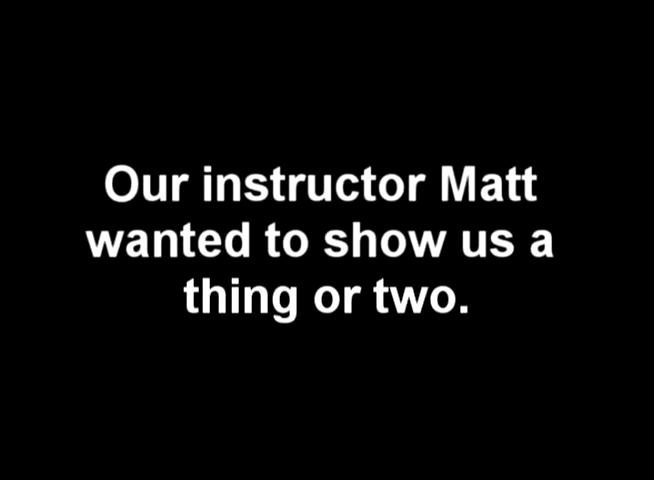 Our instructor Matt
wanted to show us a
thing or two.